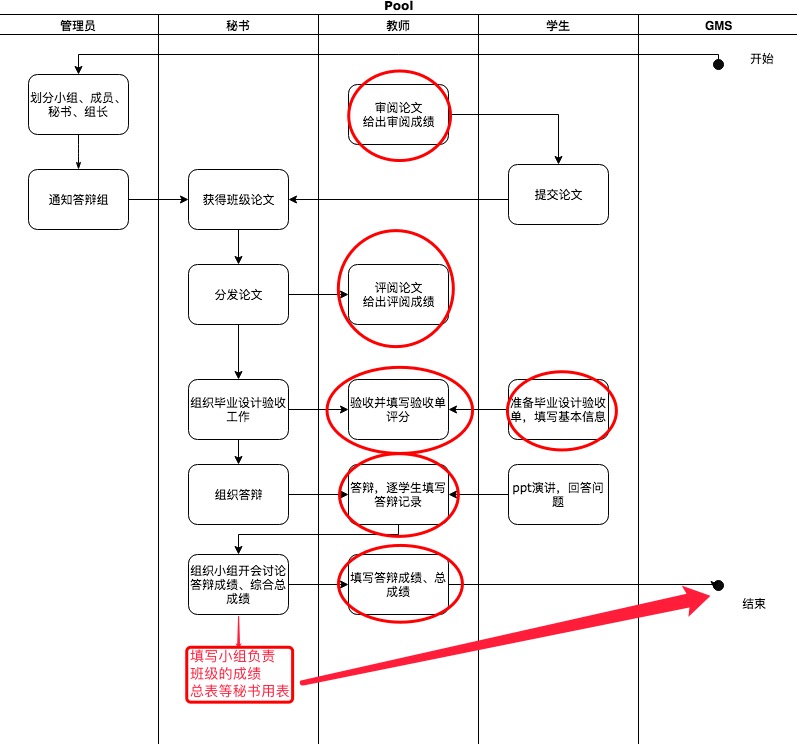 Pool
管理员
秘书
教师
学生
GMS
开始
划分小组、成员、
秘书、组长
审阅论文
给出审阅成绩
通知答辩组
获得班级论文
提交论文
分发论文
评阅论文
给出评阅成绩
组织毕业设计验收
工作
验收并填写验收单
评分
准备毕业设计验收
单，填写基本信息
组织答辩
答辩，逐学生填写
答辩记录
ppt演讲，回答问
题
组织小组开会讨论
答辩成绩、综合总
成绩
填写答辩成绩、总
成绩
结束
填写小组负责
班级的成绩
总表等秘书用表